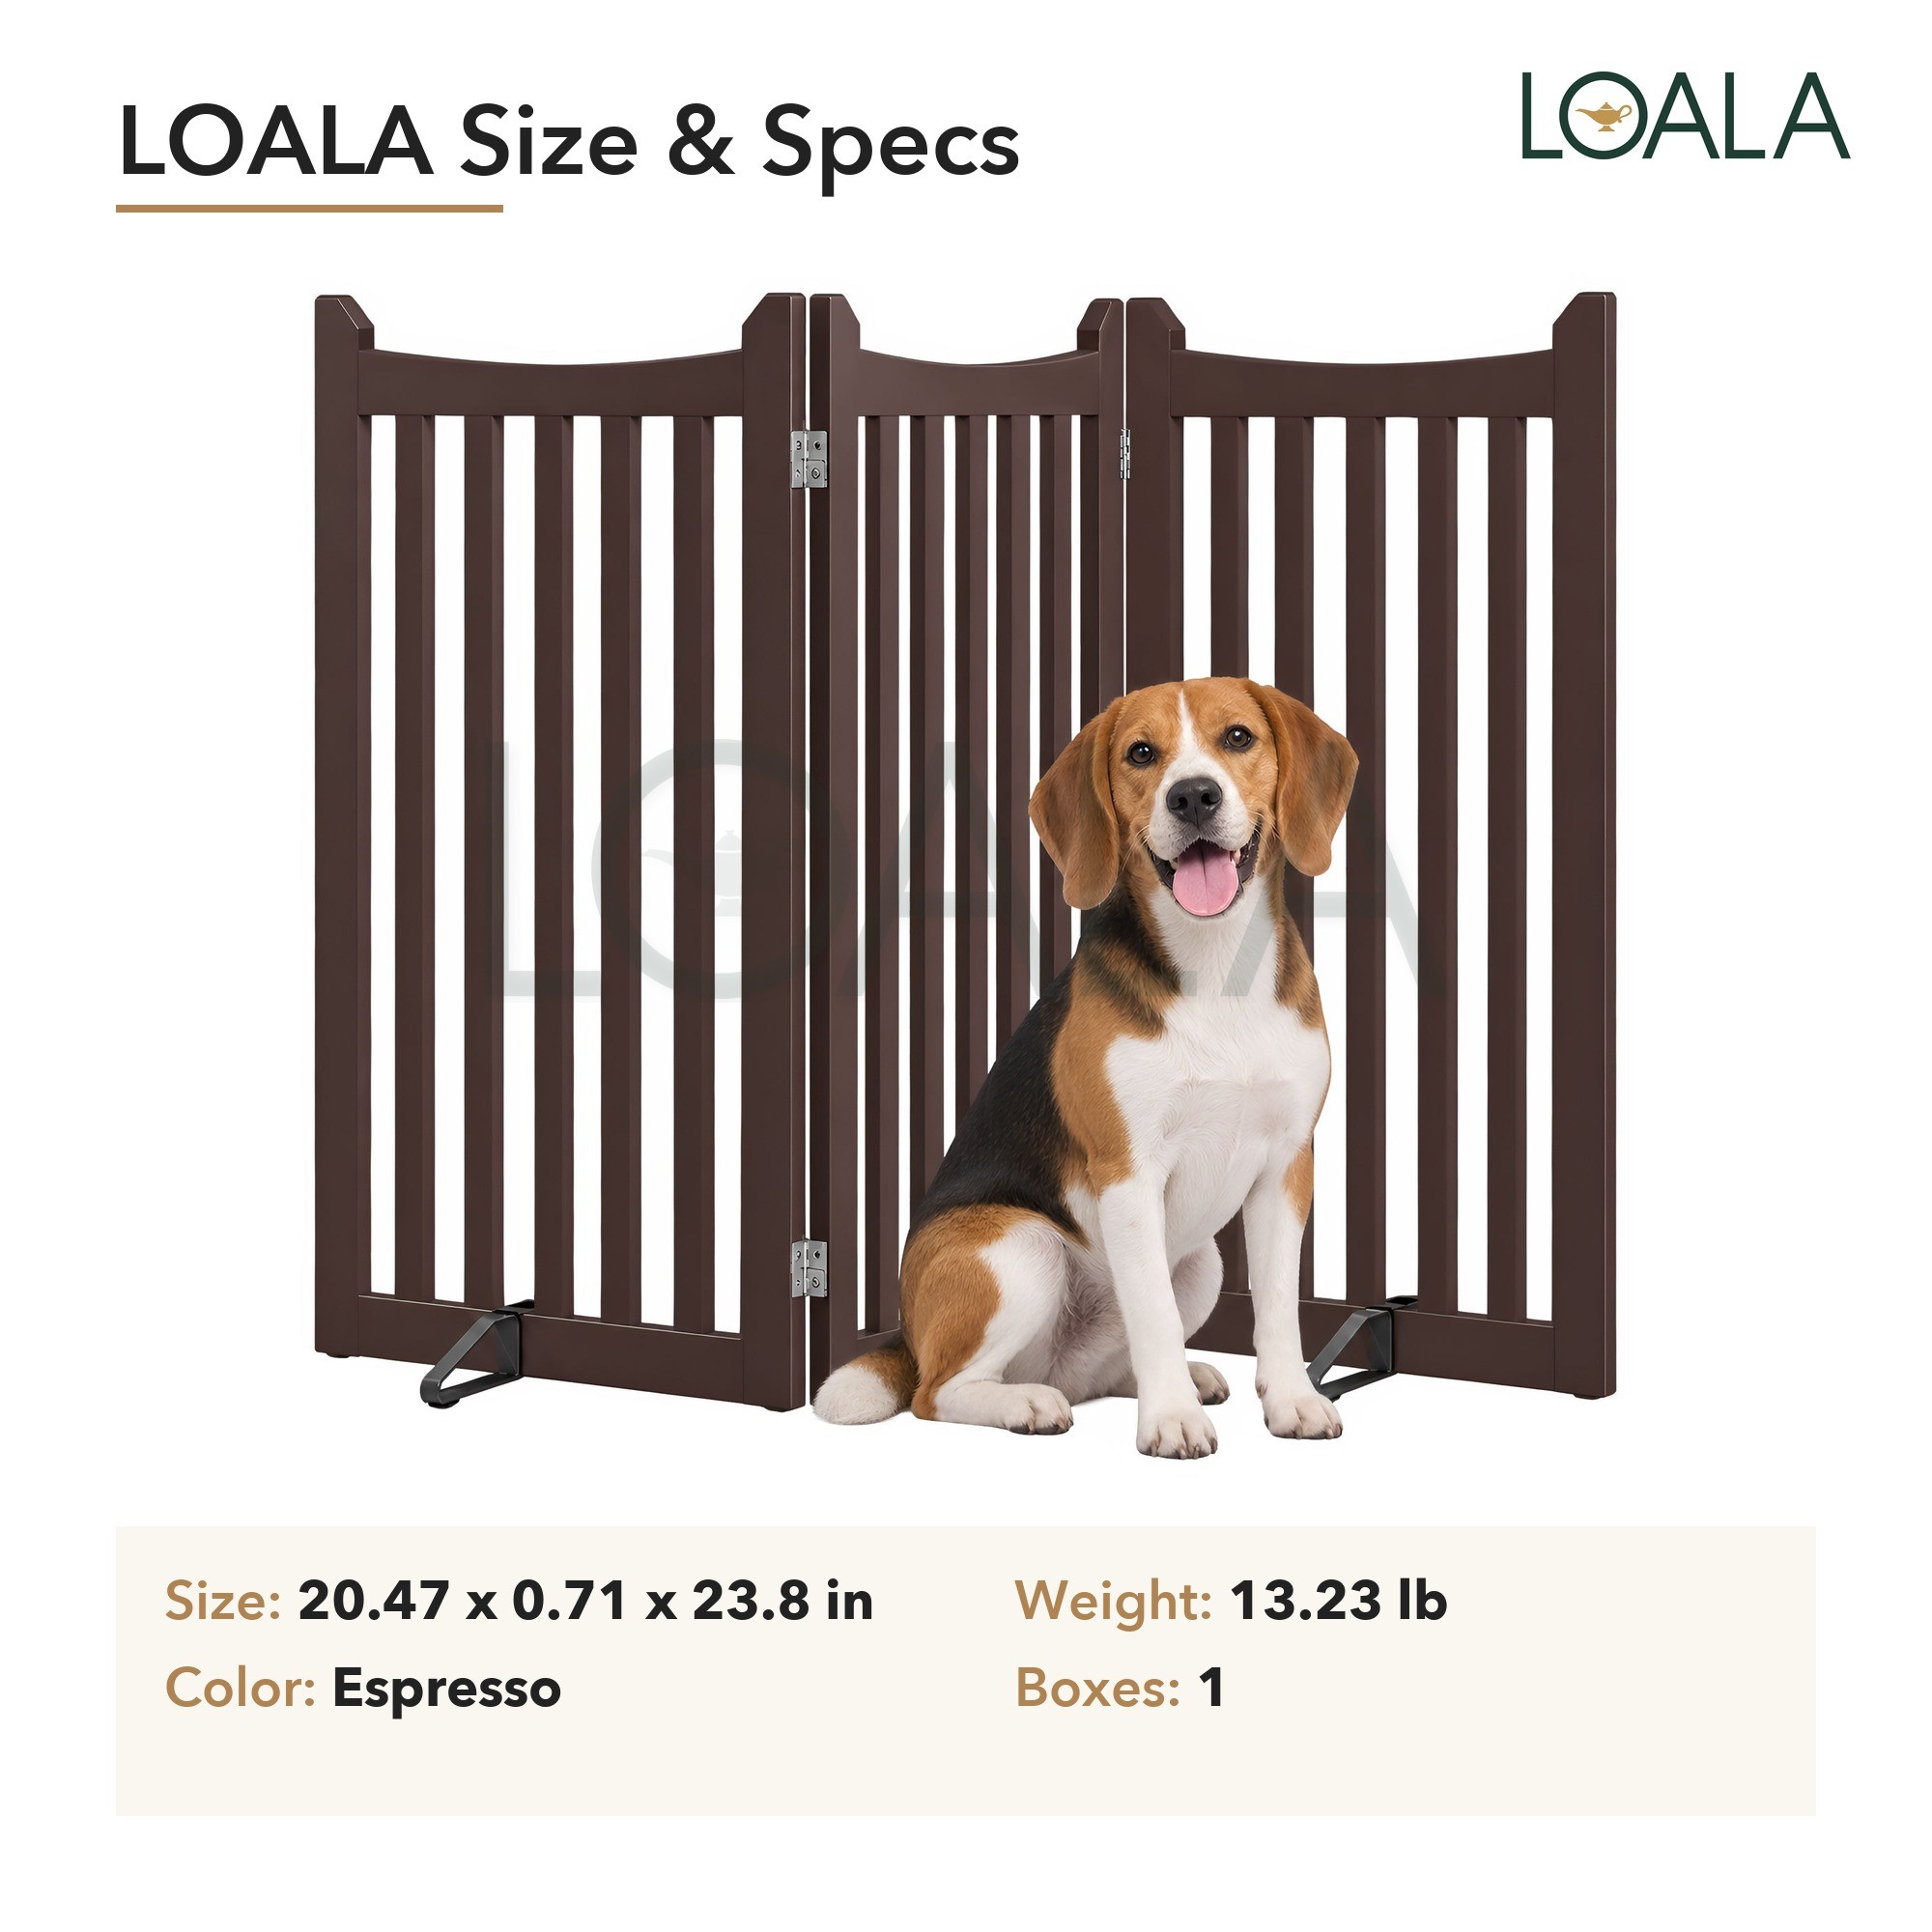 LOALA Size & Specs
LOALA
LOALA
Size: 20.47 x 0.71 x 23.8 in
Weight: 13.23 lb
Color: Espresso
Boxes: 1